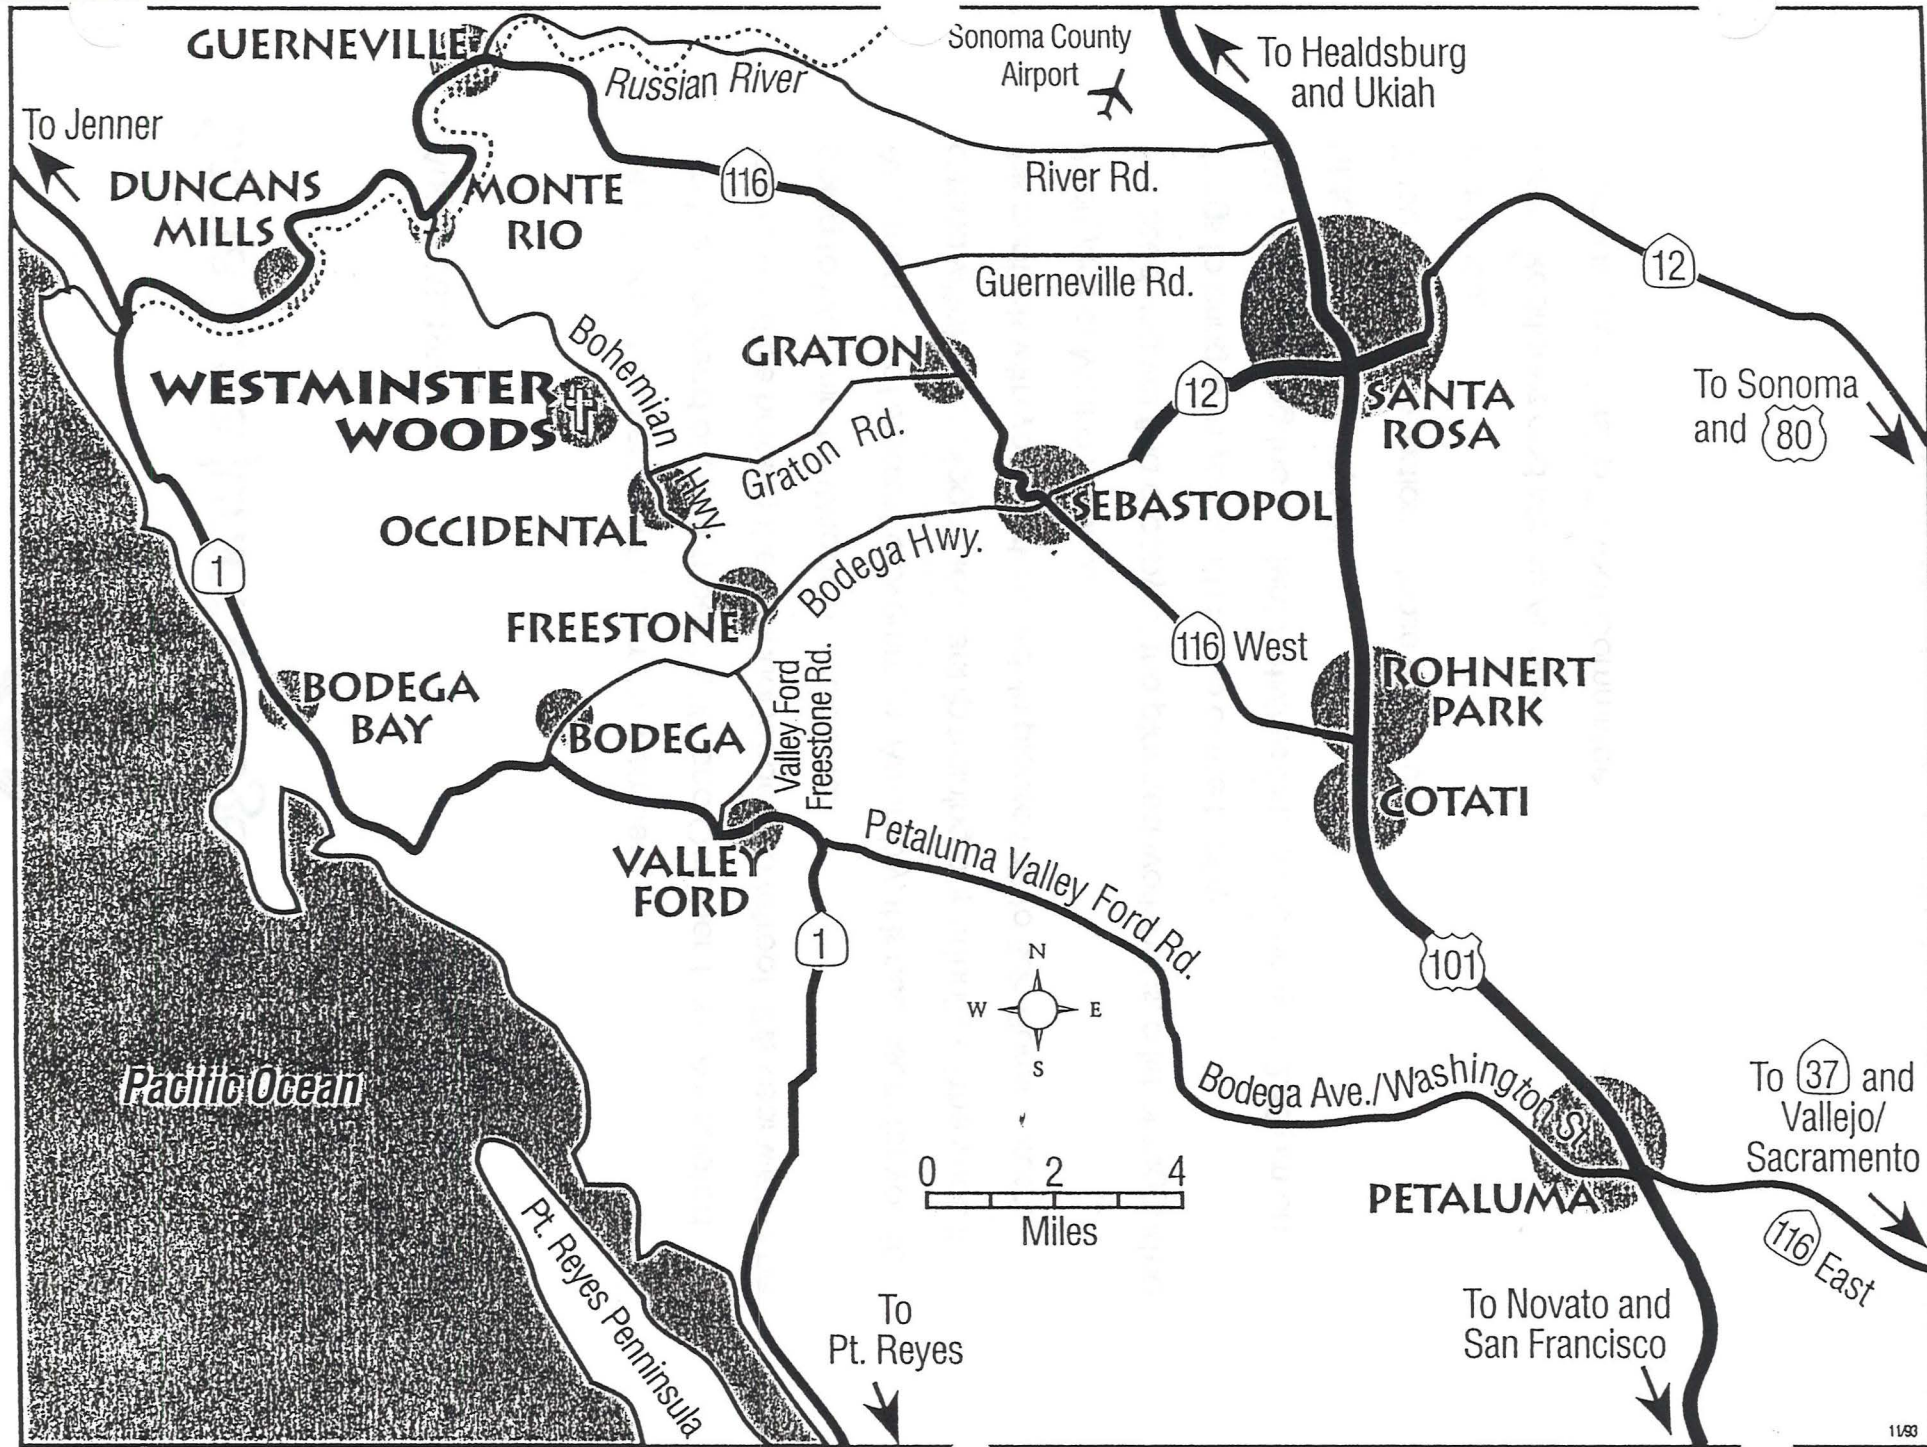 GUERNEVILLE
Russian River
Sonoma County
Airport
To Healdsburg
and Ukiah
To Jenner
DUNCANS
MILLS
MONTE
RIO
116
River Rd.
Guerneville Rd.
12
Bohemian Hwy.
GRATON
WESTMINSTER
WOODS
12
SANTA
ROSA
To Sonoma
and 80
Graton Rd.
OCCIDENTAL
SEBASTOPOL
Bodega Hwy.
1
FREESTONE
116 West
Valley Ford
Freestone Rd.
BODEGA
BAY
BODEGA
ROHNERT
PARK
COTATI
VALLEY
FORD
Petaluma Valley Ford Rd.
1
101
N
W E
S
Pacific Ocean
Bodega Ave./Washington St.
To 37 and
Vallejo/
Sacramento
0 2 4
Miles
PETALUMA
116 East
Pt. Reyes Penninsula
To
Pt. Reyes
To Novato and
San Francisco
11/93